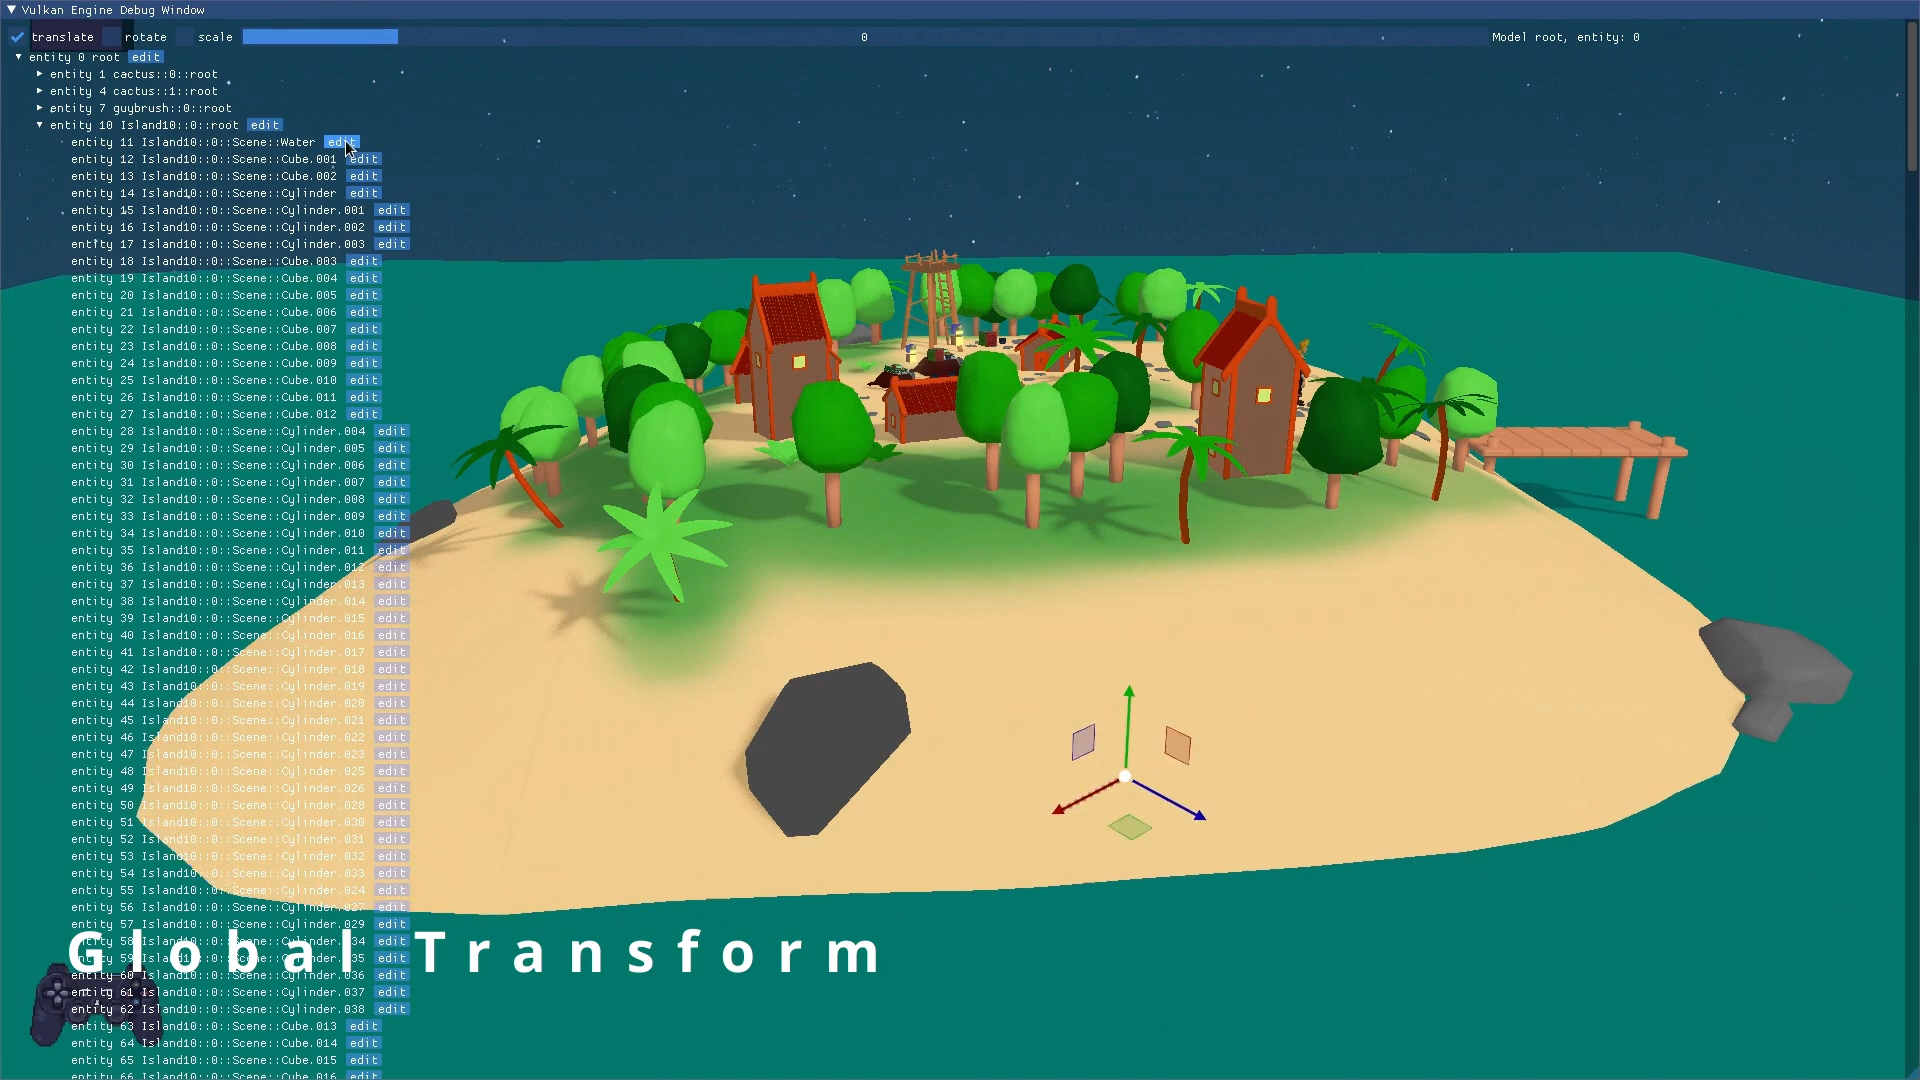 Vulkan Engine Debug Window
translate rotate scale 0 Model root, entity: 0
entity 0 root edit
entity 1 cactus::0::root
entity 4 cactus::1::root
entity 7 guybrush::0::root
entity 10 Island10::0::root edit
entity 11 Island10::0::Scene::Water edit
entity 12 Island10::0::Scene::Cube.001 edit
entity 13 Island10::0::Scene::Cube.002 edit
entity 14 Island10::0::Scene::Cylinder edit
entity 15 Island10::0::Scene::Cylinder.001 edit
entity 16 Island10::0::Scene::Cylinder.002 edit
entity 17 Island10::0::Scene::Cylinder.003 edit
entity 18 Island10::0::Scene::Cube.003 edit
entity 19 Island10::0::Scene::Cube.004 edit
entity 20 Island10::0::Scene::Cube.005 edit
entity 21 Island10::0::Scene::Cube.006 edit
entity 22 Island10::0::Scene::Cube.007 edit
entity 23 Island10::0::Scene::Cube.008 edit
entity 24 Island10::0::Scene::Cube.009 edit
entity 25 Island10::0::Scene::Cube.010 edit
entity 26 Island10::0::Scene::Cube.011 edit
entity 27 Island10::0::Scene::Cube.012 edit
entity 28 Island10::0::Scene::Cylinder.004 edit
entity 29 Island10::0::Scene::Cylinder.005 edit
entity 30 Island10::0::Scene::Cylinder.006 edit
entity 31 Island10::0::Scene::Cylinder.007 edit
entity 32 Island10::0::Scene::Cylinder.008 edit
entity 33 Island10::0::Scene::Cylinder.009 edit
entity 34 Island10::0::Scene::Cylinder.010 edit
entity 35 Island10::0::Scene::Cylinder.011 edit
entity 36 Island10::0::Scene::Cylinder.012 edit
entity 37 Island10::0::Scene::Cylinder.013 edit
entity 38 Island10::0::Scene::Cylinder.014 edit
entity 39 Island10::0::Scene::Cylinder.015 edit
entity 40 Island10::0::Scene::Cylinder.016 edit
entity 41 Island10::0::Scene::Cylinder.017 edit
entity 42 Island10::0::Scene::Cylinder.018 edit
entity 43 Island10::0::Scene::Cylinder.019 edit
entity 44 Island10::0::Scene::Cylinder.020 edit
entity 45 Island10::0::Scene::Cylinder.021 edit
entity 46 Island10::0::Scene::Cylinder.022 edit
entity 47 Island10::0::Scene::Cylinder.023 edit
entity 48 Island10::0::Scene::Cylinder.025 edit
entity 49 Island10::0::Scene::Cylinder.026 edit
entity 50 Island10::0::Scene::Cylinder.028 edit
entity 51 Island10::0::Scene::Cylinder.030 edit
entity 52 Island10::0::Scene::Cylinder.031 edit
entity 53 Island10::0::Scene::Cylinder.032 edit
entity 54 Island10::0::Scene::Cylinder.033 edit
entity 55 Island10::0::Scene::Cylinder.024 edit
entity 56 Island10::0::Scene::Cylinder.027 edit
entity 57 Island10::0::Scene::Cylinder.029 edit
entity 58 Island10::0::Scene::Cylinder.034 edit
entity 59 Island10::0::Scene::Cylinder.035 edit
Global Transform
entity 60 Island10::0::Scene::Cylinder.036 edit
entity 61 Island10::0::Scene::Cylinder.037 edit
entity 62 Island10::0::Scene::Cylinder.038 edit
entity 63 Island10::0::Scene::Cube.013 edit
entity 64 Island10::0::Scene::Cube.014 edit
entity 65 Island10::0::Scene::Cube.015 edit
entity 66 Island10::0::Scene::Cube.016 edit